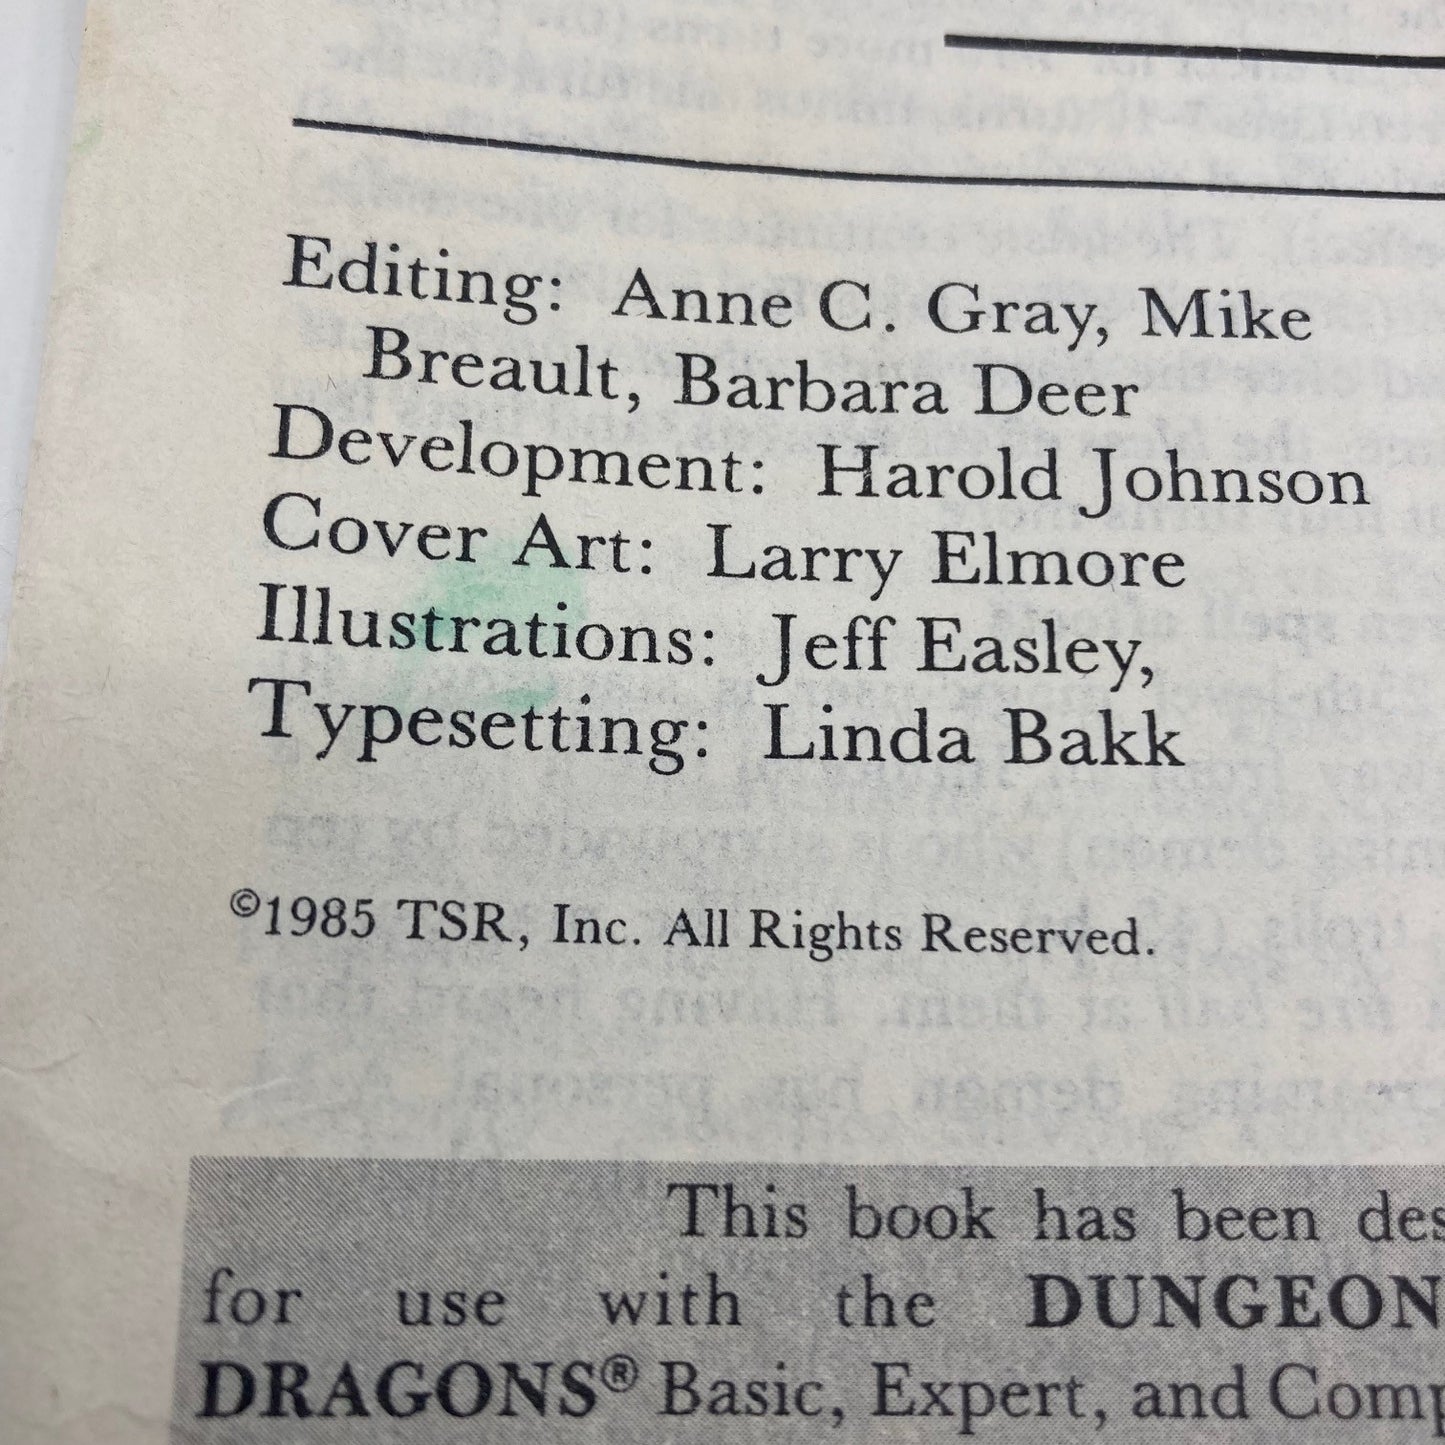 Editing: Anne C. Gray, Mike
Breault, Barbara Deer
Development: Harold Johnson
Cover Art: Larry Elmore
Illustrations: Jeff Easley,
Typesetting: Linda Bakk
©1985 TSR, Inc. All Rights Reserved.
This book has been des
for use with the DUNGEON
DRAGONS® Basic, Expert, and Comp